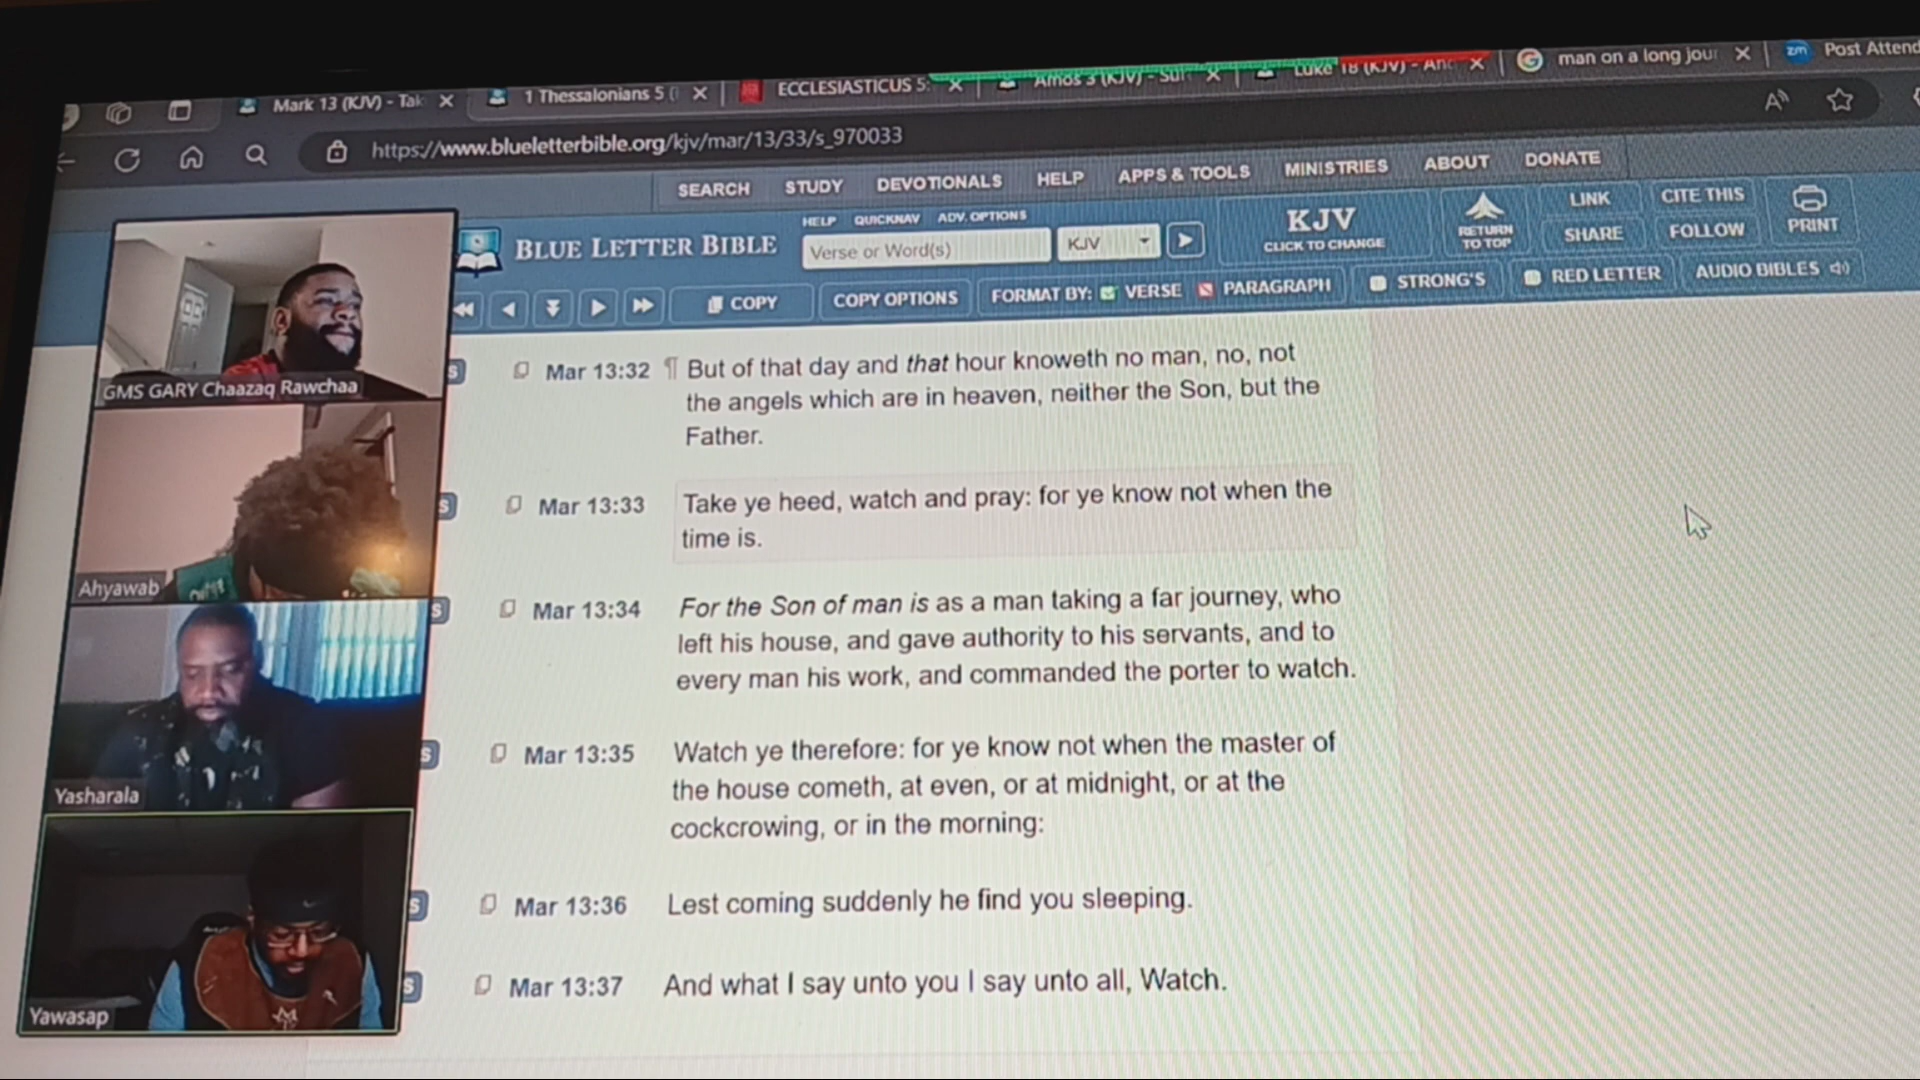 Mark 13 (KJV) - Tak
1 Thessalonians 5 (
ECCLESIASTICUS 5:
Amos 3 (KJV) - Sur
Luke 18 (KJV) - And
man on a long jour
zm Post Attend
https://www.blueletterbible.org/kjv/mar/13/33/s_970033
SEARCH STUDY DEVOTIONALS HELP APPS & TOOLS MINISTRIES ABOUT DONATE
BLUE LETTER BIBLE
HELP QUICKNAV ADV. OPTIONS
Verse or Word(s) KJV
KJV
CLICK TO CHANGE
RETURN
TO TOP
LINK
SHARE
CITE THIS
FOLLOW
PRINT
COPY COPY OPTIONS FORMAT BY: VERSE PARAGRAPH STRONG'S RED LETTER AUDIO BIBLES
GMS GARY Chaazaq Rawchaa
Ahyawab
Yasharala
Yawasap
S Mar 13:32 ¶ But of that day and that hour knoweth no man, no, not
the angels which are in heaven, neither the Son, but the
Father.
S Mar 13:33 Take ye heed, watch and pray: for ye know not when the
time is.
S Mar 13:34 For the Son of man is as a man taking a far journey, who
left his house, and gave authority to his servants, and to
every man his work, and commanded the porter to watch.
S Mar 13:35 Watch ye therefore: for ye know not when the master of
the house cometh, at even, or at midnight, or at the
cockcrowing, or in the morning:
S Mar 13:36 Lest coming suddenly he find you sleeping.
S Mar 13:37 And what I say unto you I say unto all, Watch.